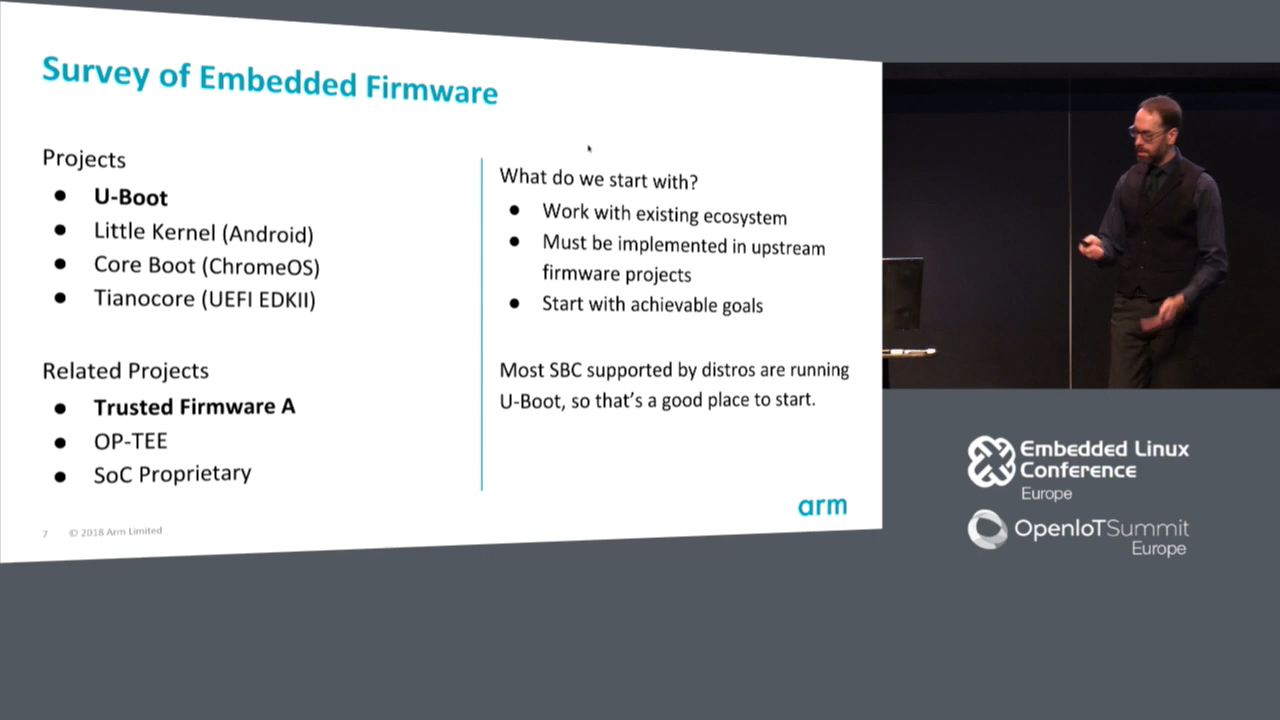 Survey of Embedded Firmware
Projects
● U-Boot
● Little Kernel (Android)
● Core Boot (ChromeOS)
● Tianocore (UEFI EDKII)
Related Projects
● Trusted Firmware A
● OP-TEE
● SoC Proprietary
7 © 2018 Arm Limited
What do we start with?
● Work with existing ecosystem
● Must be implemented in upstream
firmware projects
● Start with achievable goals
Most SBC supported by distros are running
U-Boot, so that's a good place to start.
arm
Embedded Linux
Conference
Europe
OpenIoTSummit
Europe